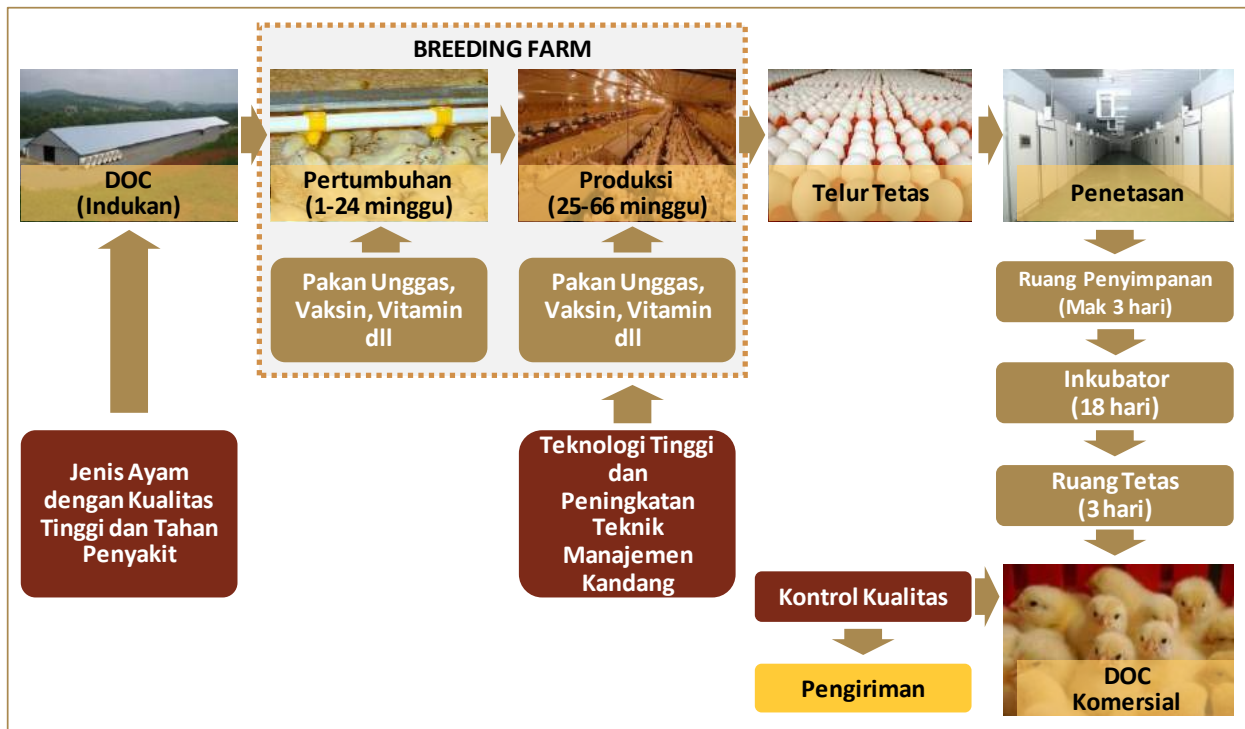 BREEDING FARM
DOC
(Indukan)
Pertumbuhan
(1-24 minggu)
Produksi
(25-66 minggu)
Telur Tetas
Penetasan
Pakan Unggas,
Vaksin, Vitamin
dll
Pakan Unggas,
Vaksin, Vitamin
dll
Ruang Penyimpanan
(Mak 3 hari)
Inkubator
(18 hari)
Ruang Tetas
(3 hari)
Jenis Ayam
dengan Kualitas
Tinggi dan Tahan
Penyakit
Teknologi Tinggi
dan
Peningkatan
Teknik
Manajemen
Kandang
Kontrol Kualitas
Pengiriman
DOC
Komersial